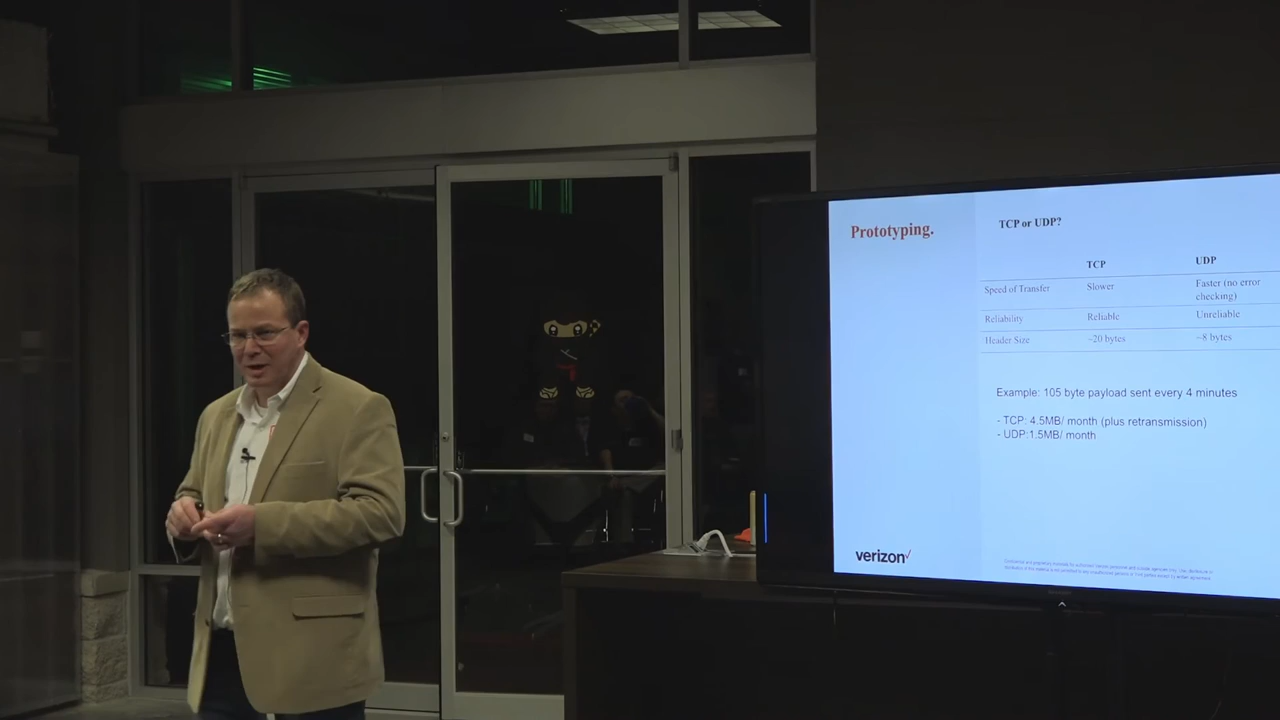 Prototyping.
TCP or UDP?
TCP UDP
Speed of Transfer Slower Faster (no error
checking)
Reliability Reliable Unreliable
Header Size ~20 bytes ~8 bytes
Example: 105 byte payload sent every 4 minutes
- TCP: 4.5MB/ month (plus retransmission)
- UDP:1.5MB/ month
verizon